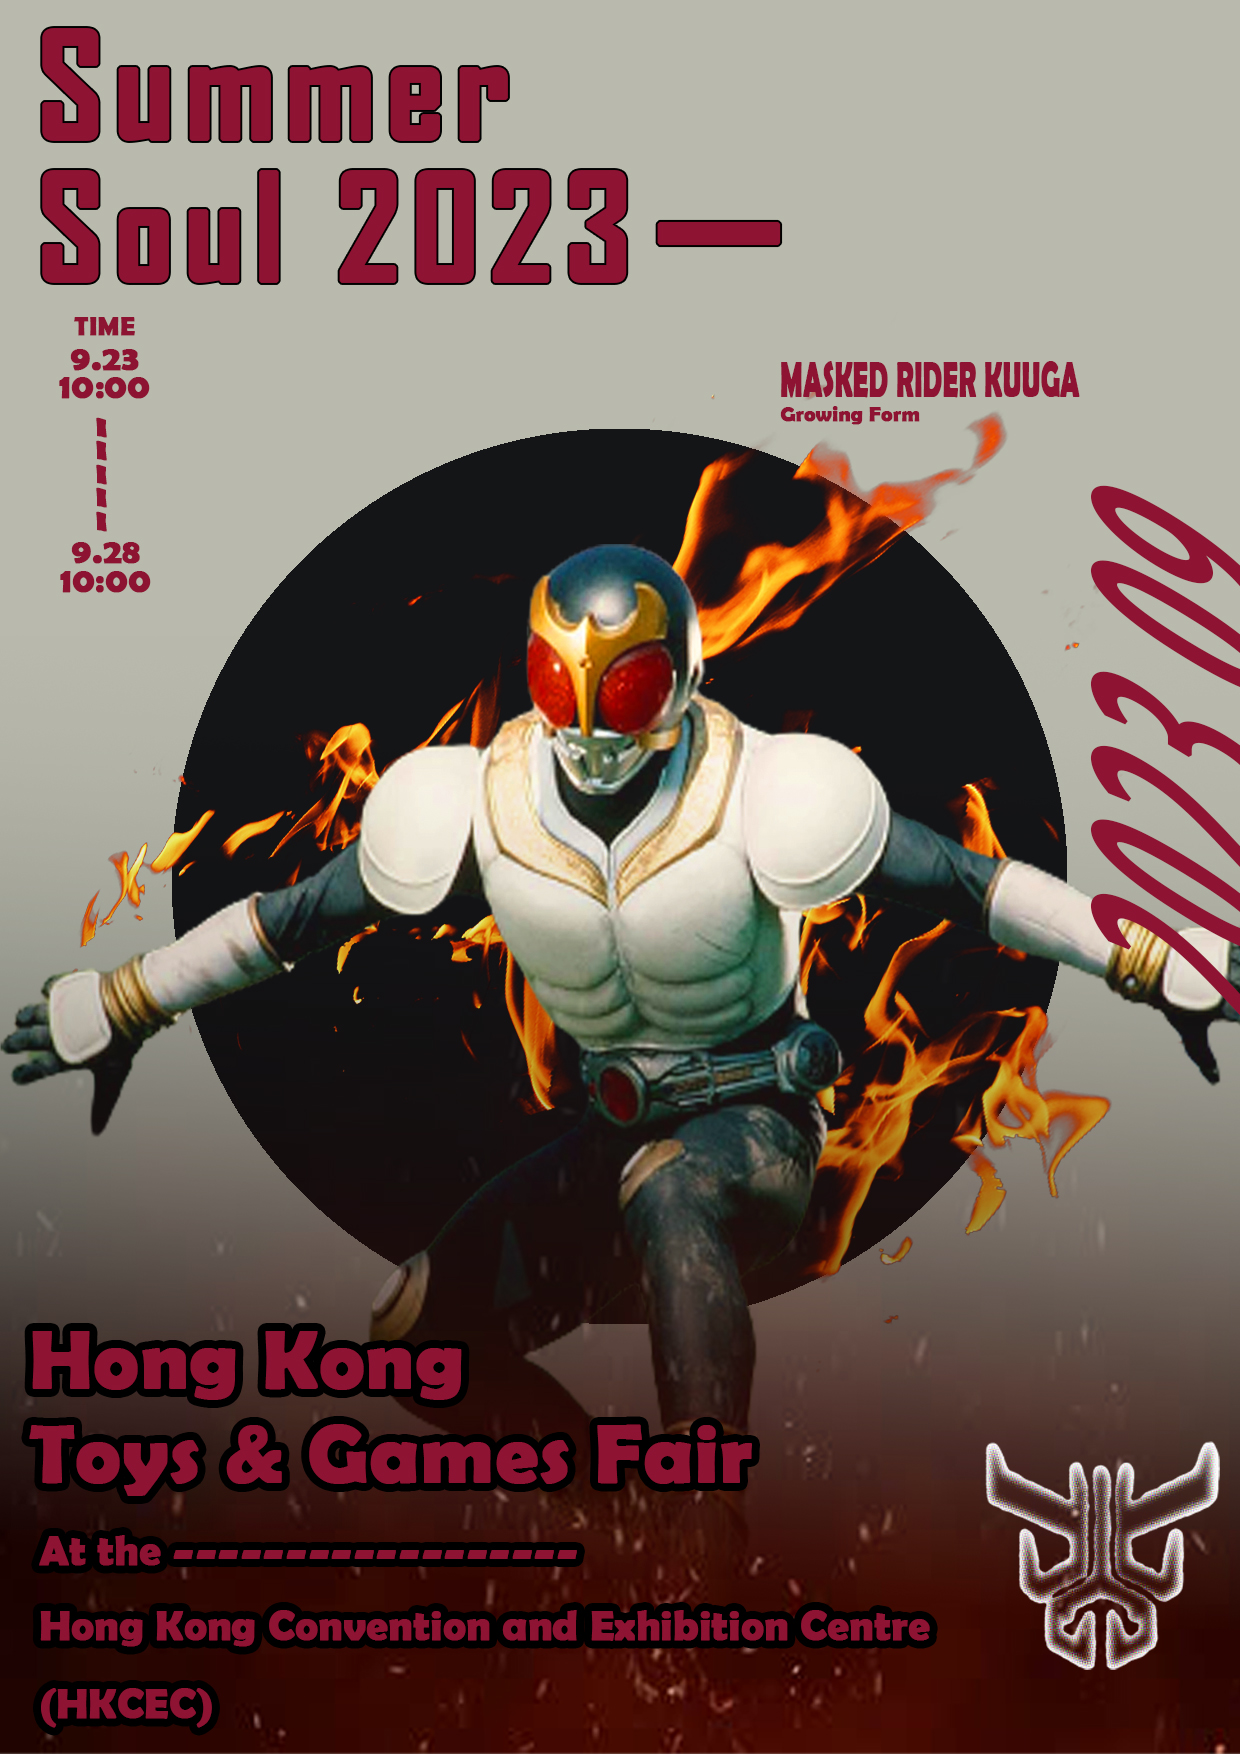 Summer
Soul 2023—
TIME
9.23
10:00
-----
9.28
10:00
MASKED RIDER KUUGA
Growing Form
2023 09
Hong Kong
Toys & Games Fair
At the ------------------
Hong Kong Convention and Exhibition Centre
(HKCEC)